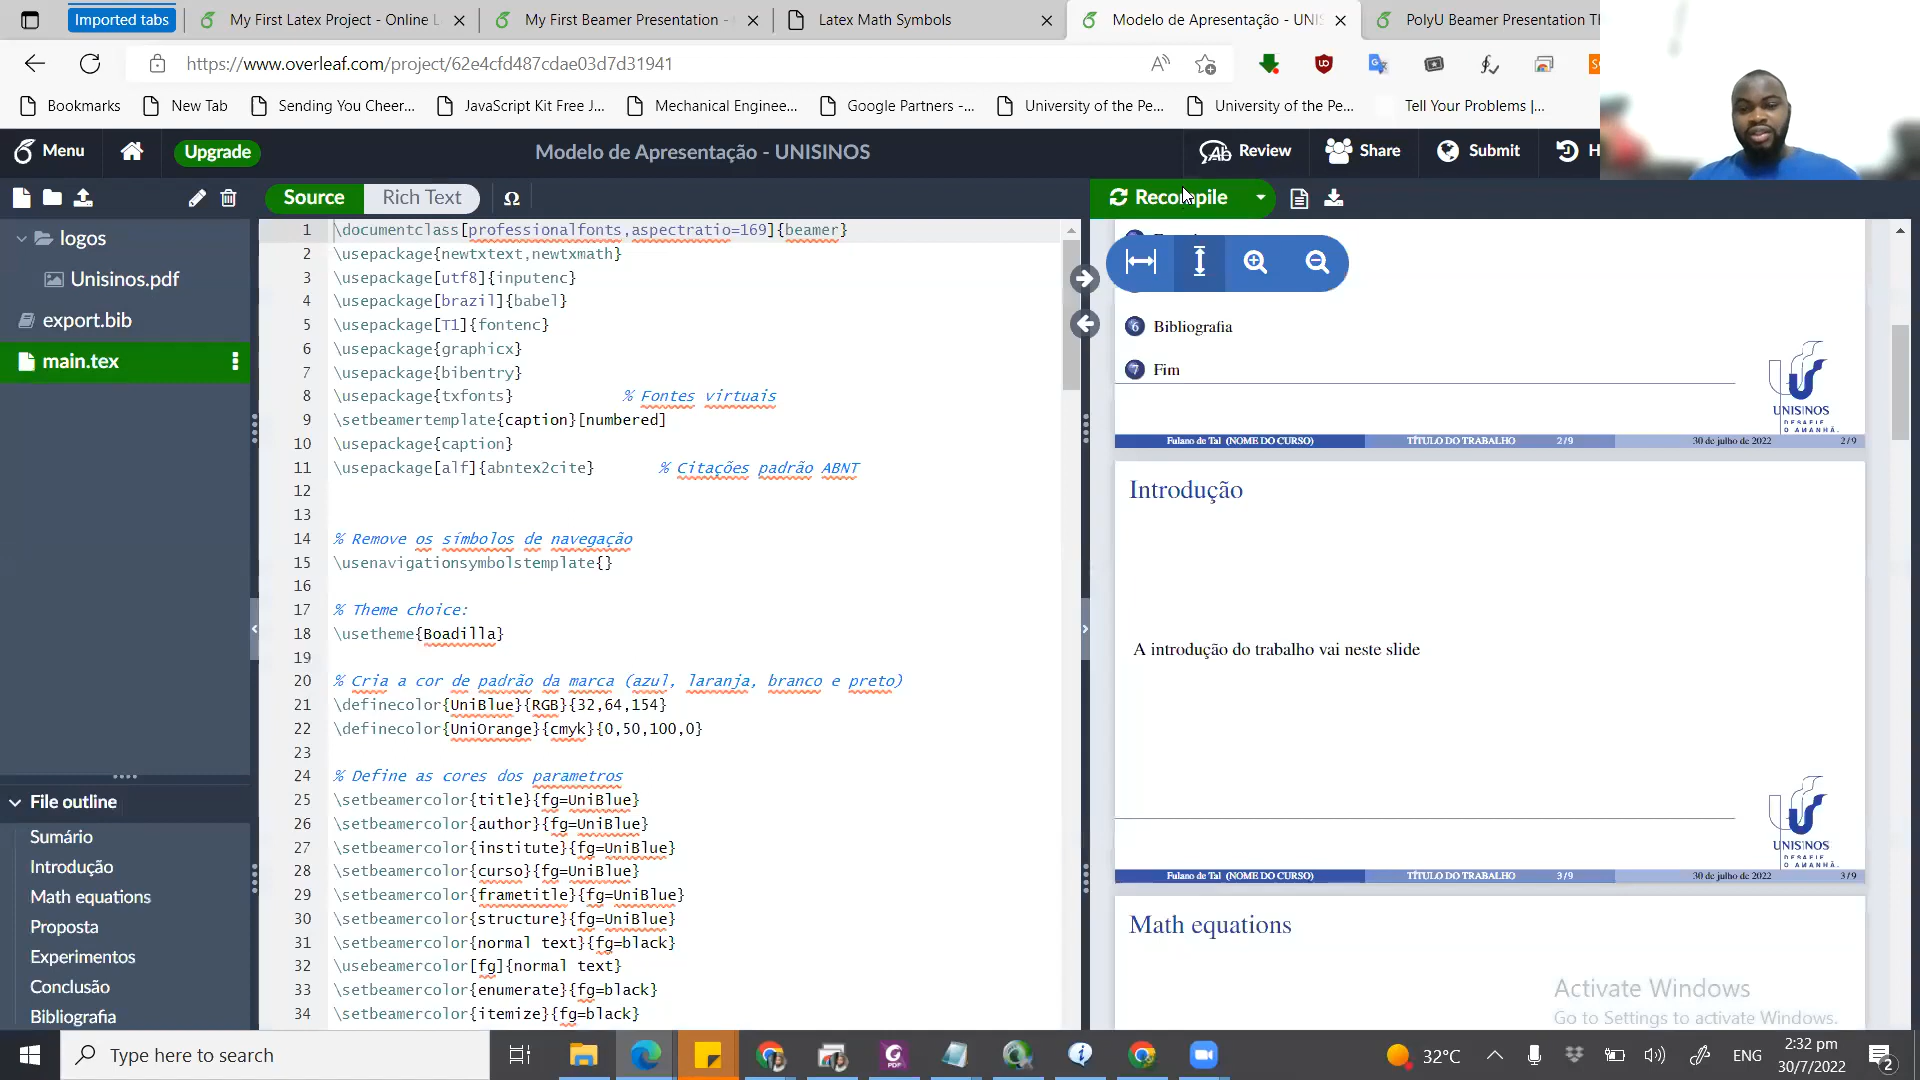 Imported tabs
My First Latex Project - Online L
My First Beamer Presentation -
Latex Math Symbols
Modelo de Apresentação - UNIS
PolyU Beamer Presentation Th
https://www.overleaf.com/project/62e4cfd487cdae03d7d31941
Bookmarks
New Tab
Sending You Cheer...
JavaScript Kit Free J...
Mechanical Enginee...
Google Partners -...
University of the Pe...
University of the Pe...
Tell Your Problems |...
Menu
Upgrade
Modelo de Apresentação - UNISINOS
Review
Share
Submit
H
Source
Rich Text
Ω
Recompile
logos
Unisinos.pdf
export.bib
main.tex
File outline
Sumário
Introdução
Math equations
Proposta
Experimentos
Conclusão
Bibliografia
1 \documentclass[professionalfonts,aspectratio=169]{beamer}
2 \usepackage{newtxtext,newtxmath}
3 \usepackage[utf8]{inputenc}
4 \usepackage[brazil]{babel}
5 \usepackage[T1]{fontenc}
6 \usepackage{graphicx}
7 \usepackage{bibentry}
8 \usepackage{txfonts} % Fontes virtuais
9 \setbeamertemplate{caption}[numbered]
10 \usepackage{caption}
11 \usepackage[alf]{abntex2cite} % Citações padrão ABNT
12
13
14 % Remove os símbolos de navegação
15 \usenavigationsymbolstemplate{}
16
17 % Theme choice:
18 \usetheme{Boadilla}
19
20 % Cria a cor de padrão da marca (azul, laranja, branco e preto)
21 \definecolor{UniBlue}{RGB}{32,64,154}
22 \definecolor{UniOrange}{cmyk}{0,50,100,0}
23
24 % Define as cores dos parametros
25 \setbeamercolor{title}{fg=UniBlue}
26 \setbeamercolor{author}{fg=UniBlue}
27 \setbeamercolor{institute}{fg=UniBlue}
28 \setbeamercolor{curso}{fg=UniBlue}
29 \setbeamercolor{frametitle}{fg=UniBlue}
30 \setbeamercolor{structure}{fg=UniBlue}
31 \setbeamercolor{normal text}{fg=black}
32 \usebeamercolor[fg]{normal text}
33 \setbeamercolor{enumerate}{fg=black}
34 \setbeamercolor{itemize}{fg=black}
6 Bibliografia
7 Fim
UNISINOS
DESAFIE
O AMANHÃ.
Fulano de Tal (NOME DO CURSO) TÍTULO DO TRABALHO 2/9 30 de julho de 2022 2/9
Introdução
A introdução do trabalho vai neste slide
UNISINOS
DESAFIE
O AMANHÃ.
Fulano de Tal (NOME DO CURSO) TÍTULO DO TRABALHO 3/9 30 de julho de 2022 3/9
Math equations
Activate Windows
Go to Settings to activate Windows.
Type here to search
32°C
ENG
2:32 pm
30/7/2022
2